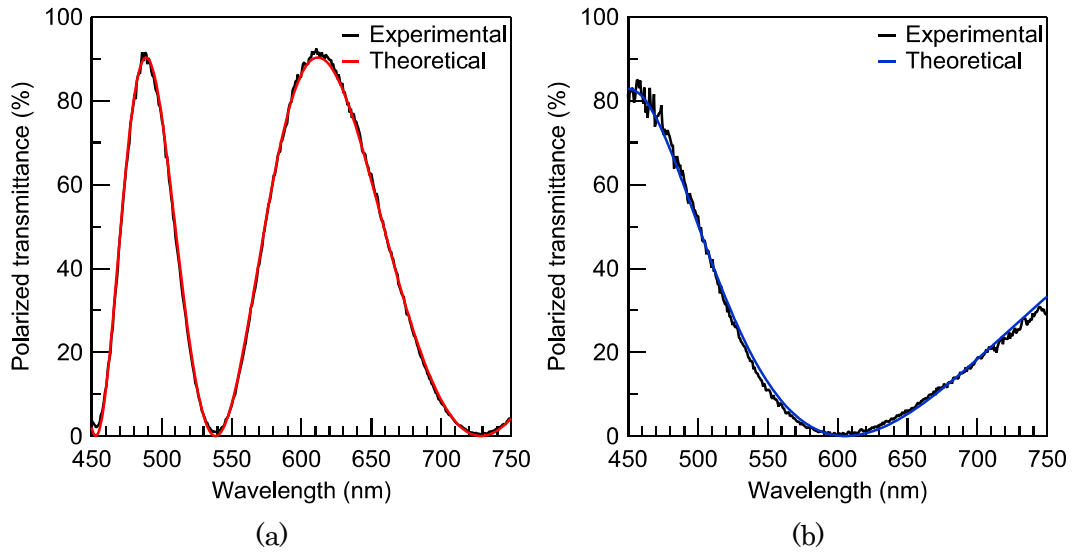 Polarized transmittance (%)
100
80
60
40
20
0
Experimental
Theoretical
450 500 550 600 650 700 750
Wavelength (nm)
(a)
Polarized transmittance (%)
100
80
60
40
20
0
Experimental
Theoretical
450 500 550 600 650 700 750
Wavelength (nm)
(b)